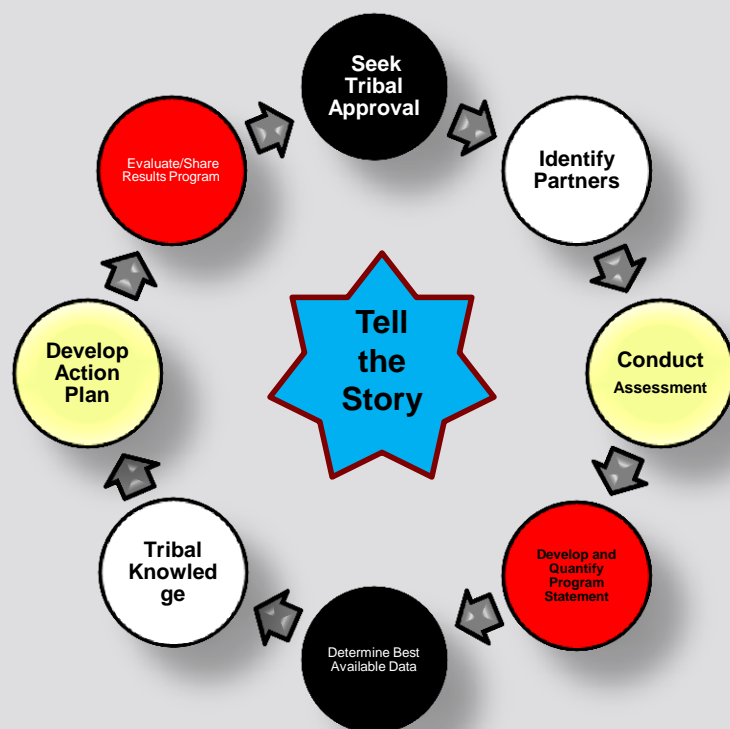 Seek
Tribal
Approval
Identify
Partners
Conduct
Assessment
Develop and
Quantify
Program
Statement
Determine Best
Available Data
Tribal
Knowled
ge
Develop
Action
Plan
Evaluate/Share
Results Program
Tell
the
Story